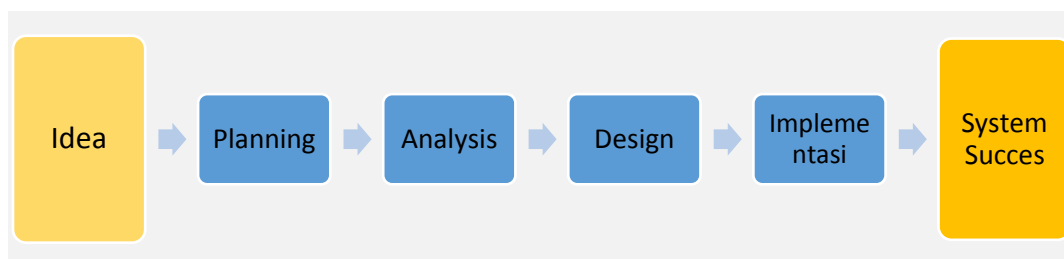 Idea
Planning
Analysis
Design
Impleme
ntasi
System
Succes